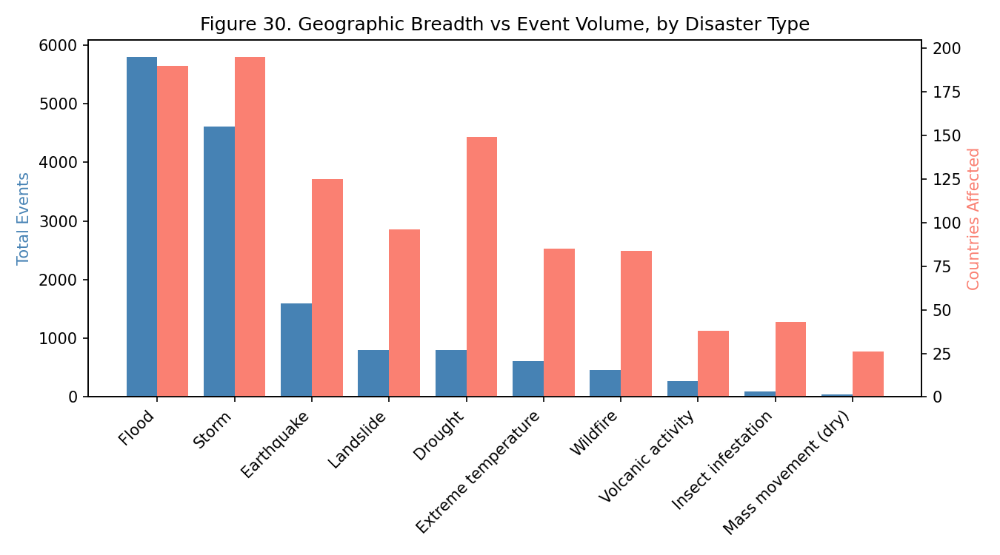 Figure 30. Geographic Breadth vs Event Volume, by Disaster Type
Total Events
6000
5000
4000
3000
2000
1000
0
200
175
150
125
100
75
50
25
0
Countries Affected
Flood
Storm
Earthquake
Landslide
Drought
Extreme temperature
Wildfire
Volcanic activity
Insect infestation
Mass movement (dry)